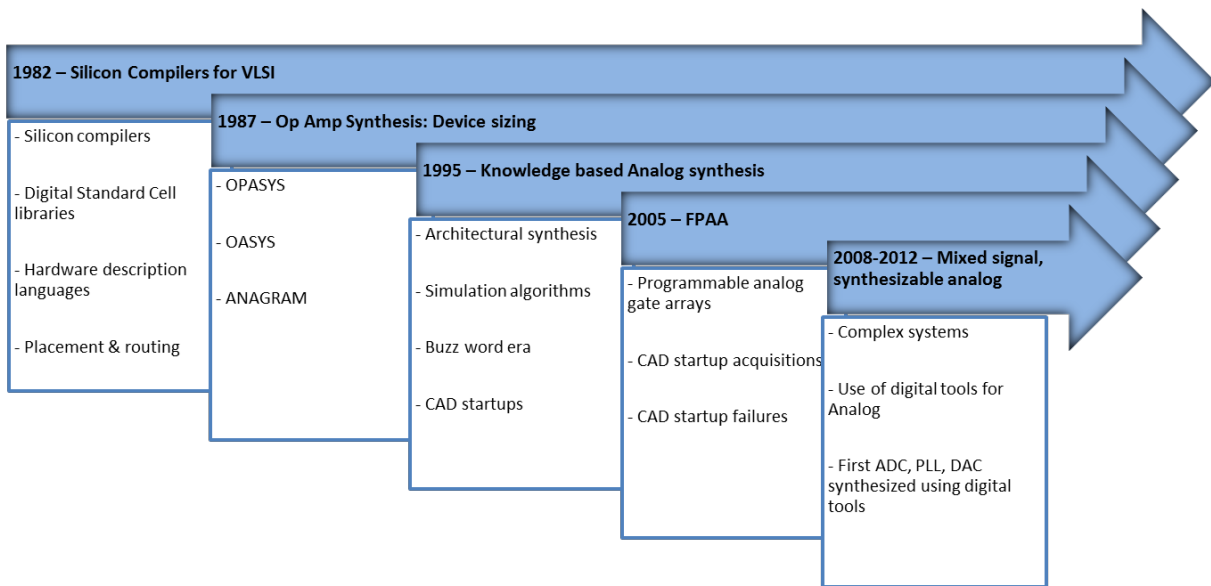 1982 – Silicon Compilers for VLSI
- Silicon compilers
- Digital Standard Cell
libraries
- Hardware description
languages
- Placement & routing
1987 – Op Amp Synthesis: Device sizing
- OPASYS
- OASYS
- ANAGRAM
1995 – Knowledge based Analog synthesis
- Architectural synthesis
- Simulation algorithms
- Buzz word era
- CAD startups
2005 – FPAA
- Programmable analog
gate arrays
- CAD startup acquisitions
- CAD startup failures
2008-2012 – Mixed signal,
synthesizable analog
- Complex systems
- Use of digital tools for
Analog
- First ADC, PLL, DAC
synthesized using digital
tools